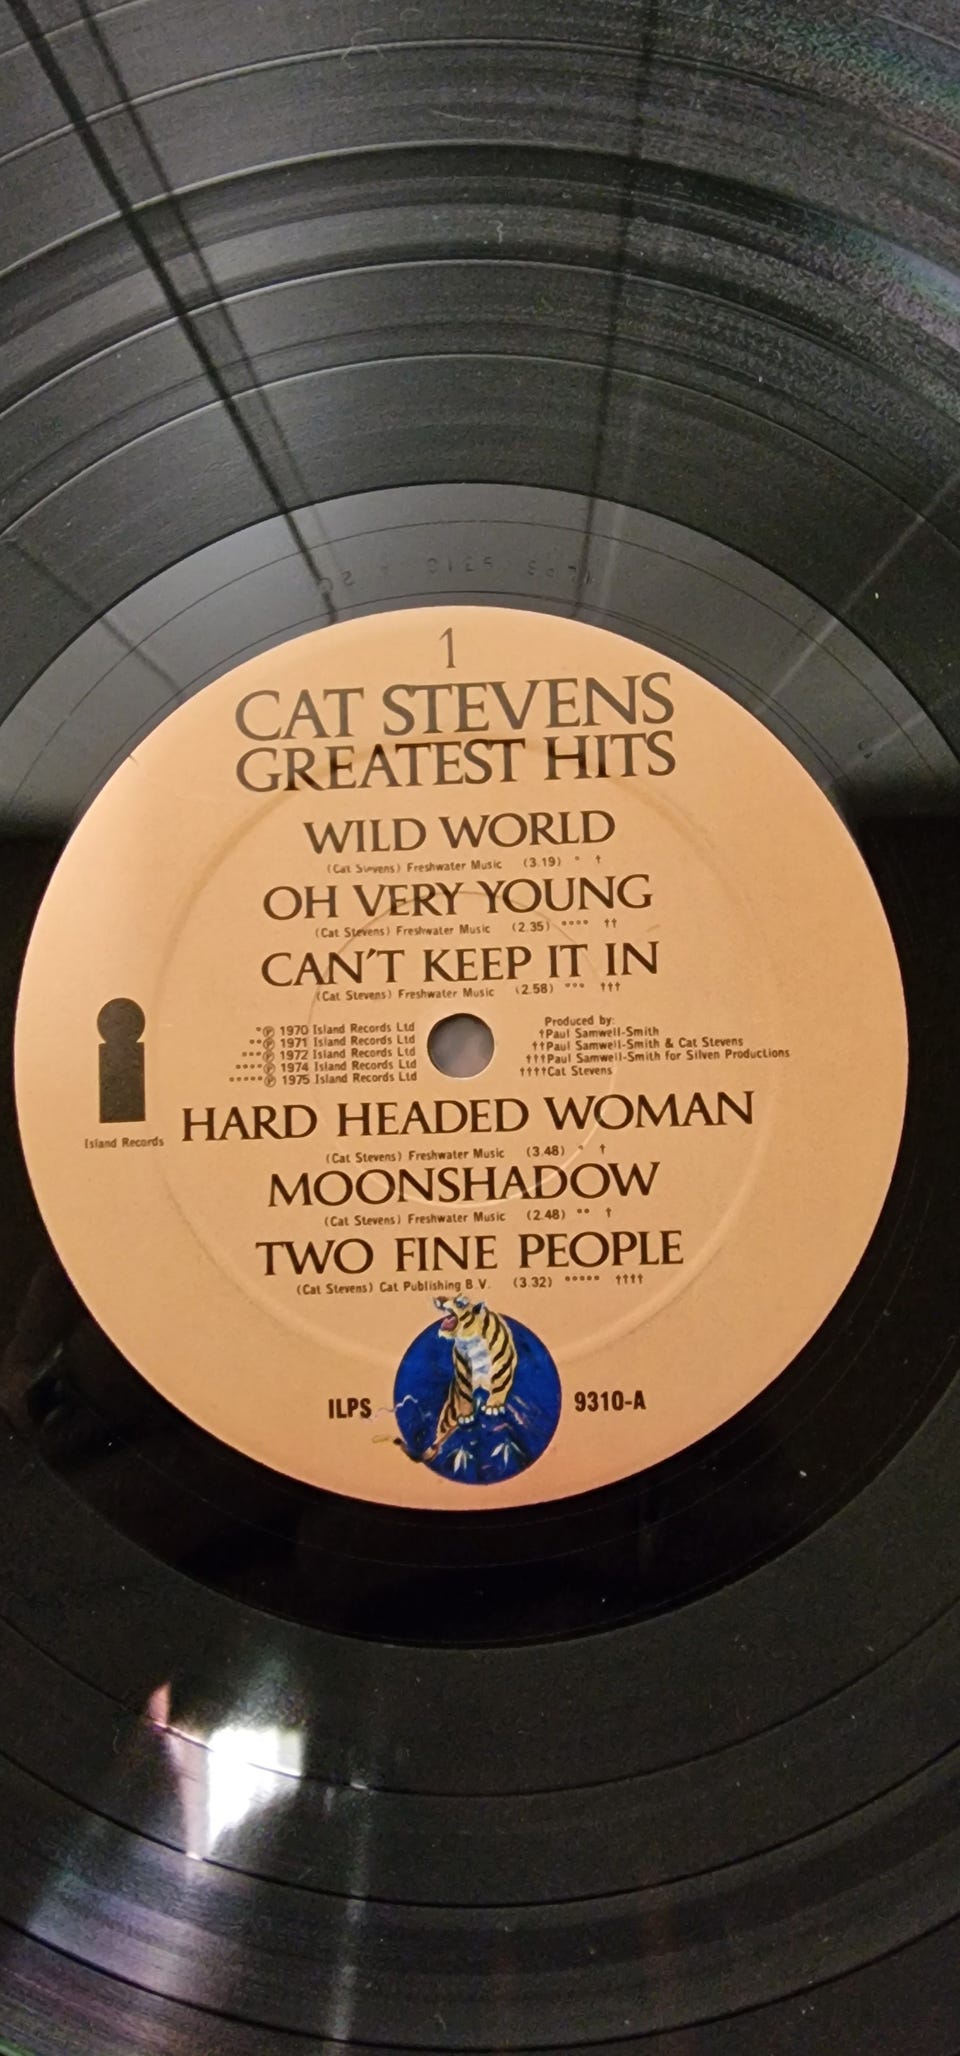 1
CAT STEVENS
GREATEST HITS
WILD WORLD
(Cat Stevens) Freshwater Music (3.19) * †
OH VERY YOUNG
(Cat Stevens) Freshwater Music (2.35) **** ††
CAN'T KEEP IT IN
(Cat Stevens) Freshwater Music (2.58) *** †††
*℗ 1970 Island Records Ltd
**℗ 1971 Island Records Ltd
***℗ 1972 Island Records Ltd
****℗ 1974 Island Records Ltd
*****℗ 1975 Island Records Ltd
Produced by:
†Paul Samwell-Smith
††Paul Samwell-Smith & Cat Stevens
†††Paul Samwell-Smith for Silven Productions
††††Cat Stevens
Island Records
HARD HEADED WOMAN
(Cat Stevens) Freshwater Music (3.48) * †
MOONSHADOW
(Cat Stevens) Freshwater Music (2.48) ** †
TWO FINE PEOPLE
(Cat Stevens) Cat Publishing B.V. (3.32) ***** ††††
ILPS 9310-A